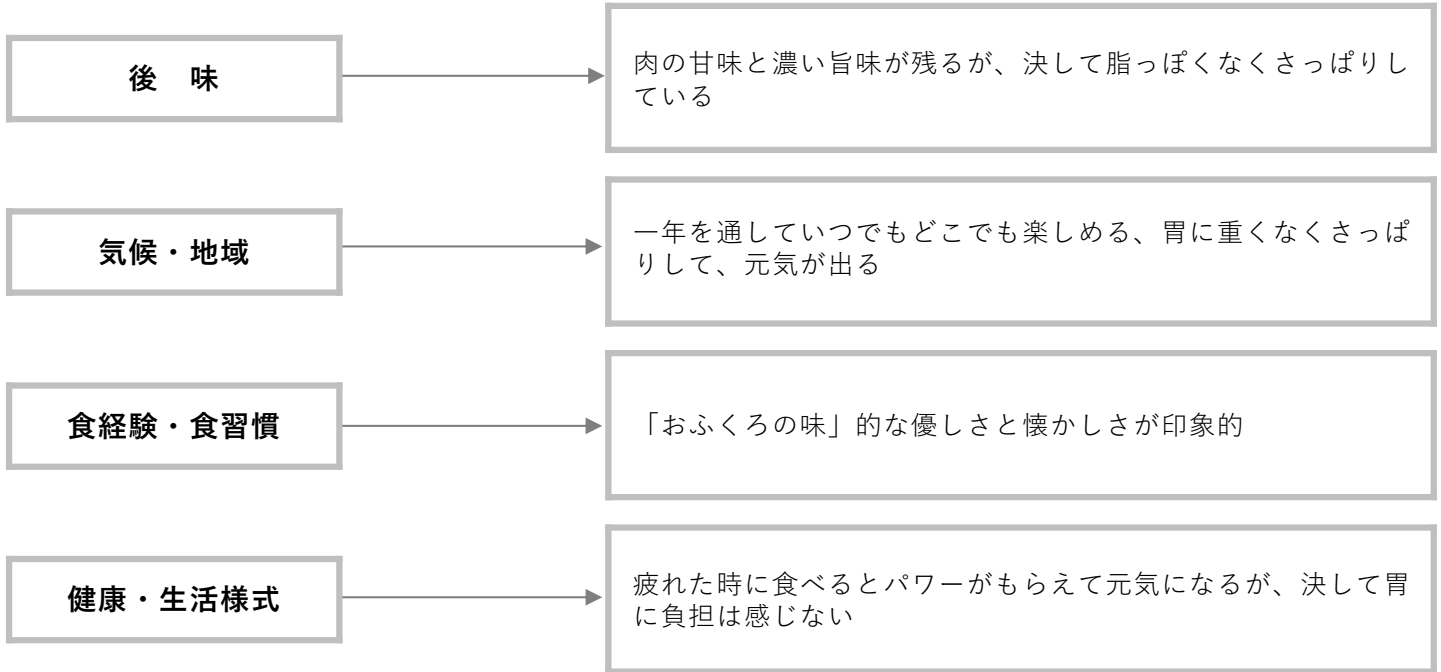 後　味
肉の甘味と濃い旨味が残るが、決して脂っぽくなくさっぱりし
ている
気候・地域
一年を通していつでもどこでも楽しめる、胃に重くなくさっぱ
りして、元気が出る
食経験・食習慣
「おふくろの味」的な優しさと懐かしさが印象的
健康・生活様式
疲れた時に食べるとパワーがもらえて元気になるが、決して胃
に負担は感じない